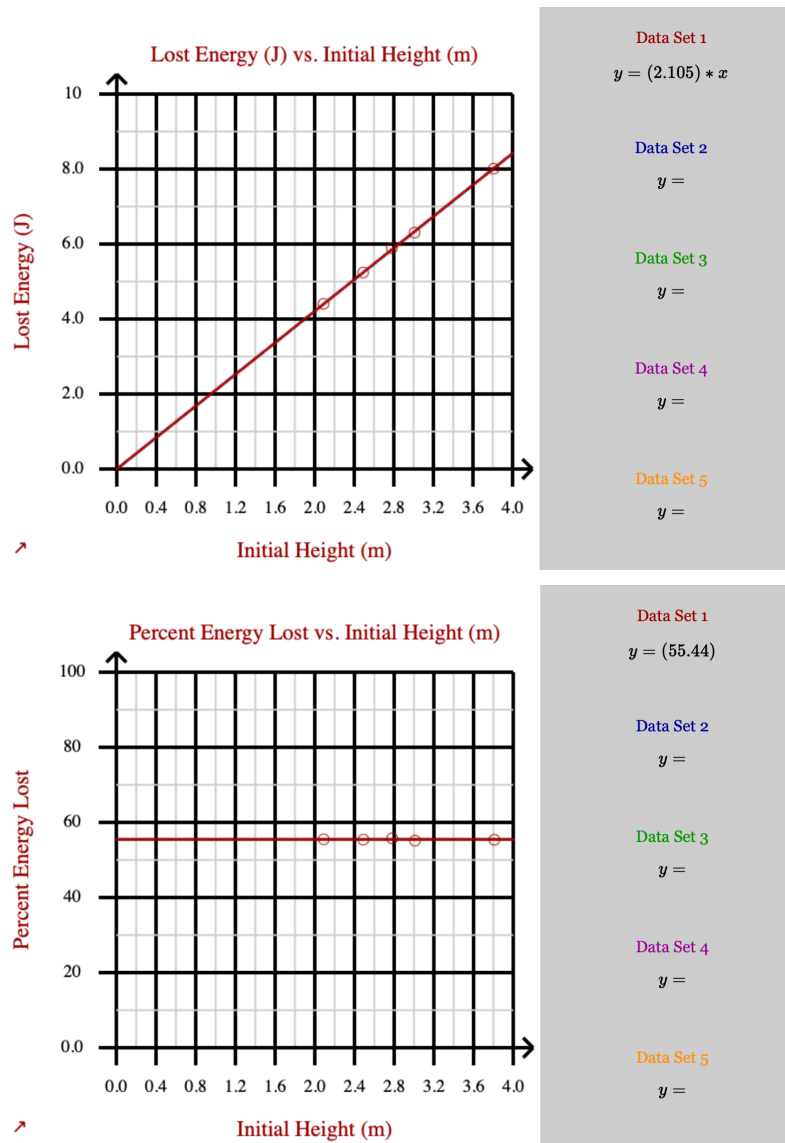 Lost Energy (J) vs. Initial Height (m)
10
8.0
6.0
4.0
2.0
0.0
Lost Energy (J)
0.0 0.4 0.8 1.2 1.6 2.0 2.4 2.8 3.2 3.6 4.0
Initial Height (m)
Data Set 1
y = (2.105) * x
Data Set 2
y =
Data Set 3
y =
Data Set 4
y =
Data Set 5
y =
Percent Energy Lost vs. Initial Height (m)
100
80
60
40
20
0.0
Percent Energy Lost
0.0 0.4 0.8 1.2 1.6 2.0 2.4 2.8 3.2 3.6 4.0
Initial Height (m)
Data Set 1
y = (55.44)
Data Set 2
y =
Data Set 3
y =
Data Set 4
y =
Data Set 5
y =